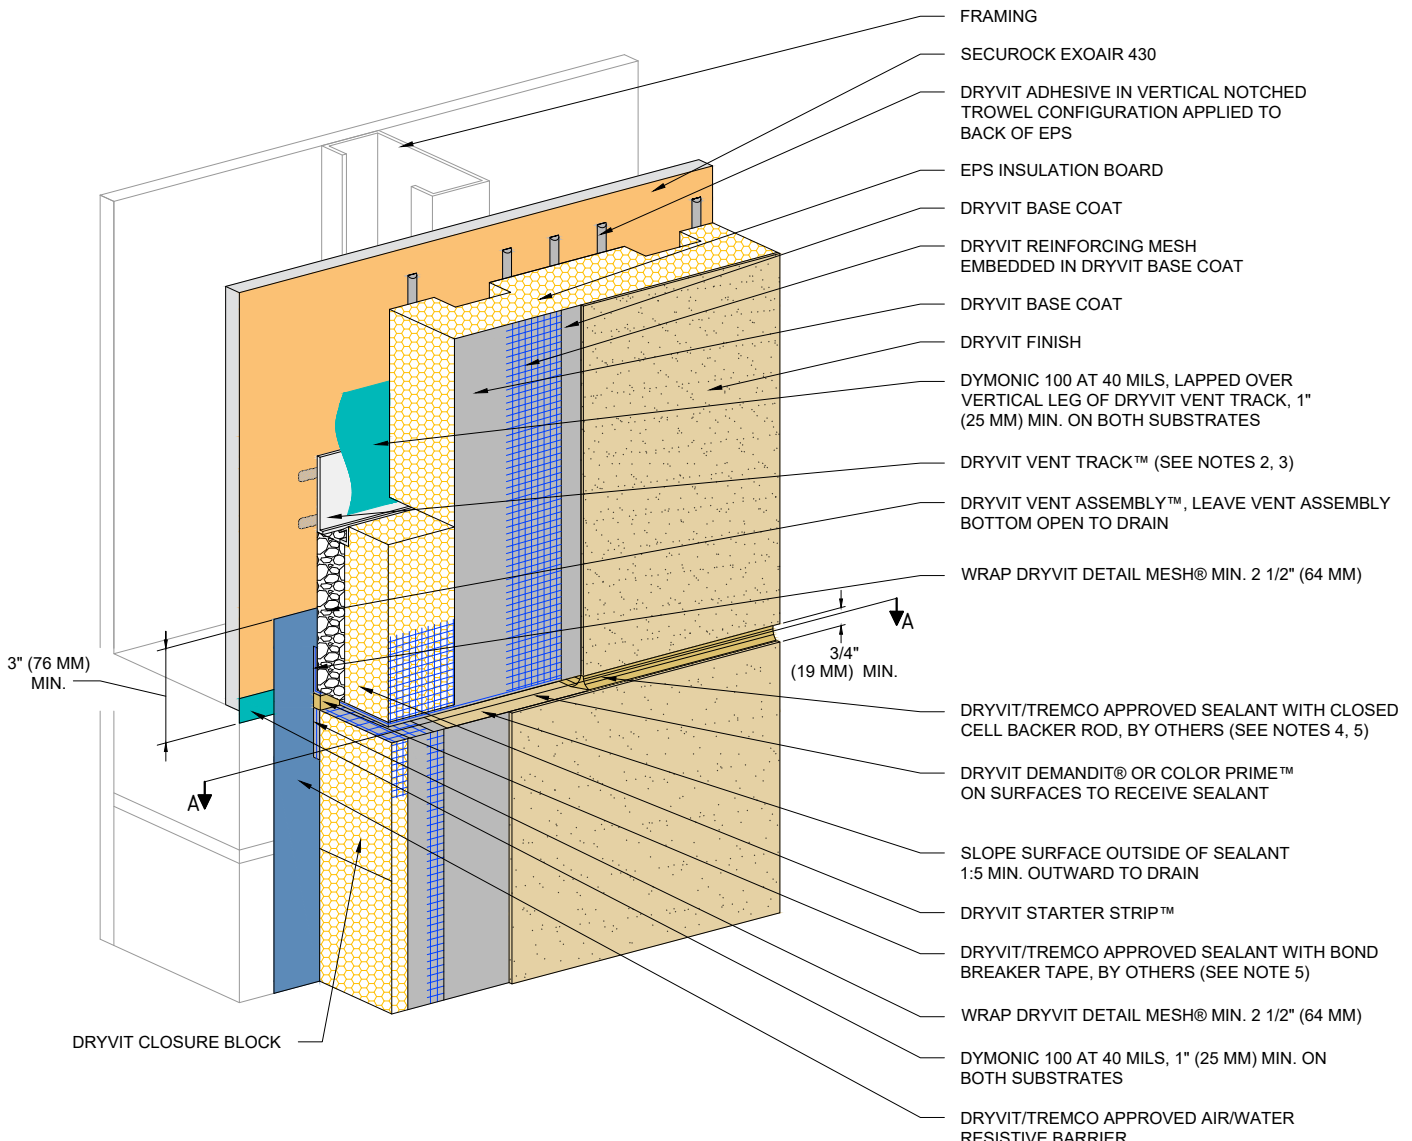 FRAMING
SECUROCK EXOAIR 430
DRYVIT ADHESIVE IN VERTICAL NOTCHED
TROWEL CONFIGURATION APPLIED TO
BACK OF EPS
EPS INSULATION BOARD
DRYVIT BASE COAT
DRYVIT REINFORCING MESH
EMBEDDED IN DRYVIT BASE COAT
DRYVIT BASE COAT
DRYVIT FINISH
DYMONIC 100 AT 40 MILS, LAPPED OVER
VERTICAL LEG OF DRYVIT VENT TRACK, 1"
(25 MM) MIN. ON BOTH SUBSTRATES
DRYVIT VENT TRACK™ (SEE NOTES 2, 3)
DRYVIT VENT ASSEMBLY™, LEAVE VENT ASSEMBLY
BOTTOM OPEN TO DRAIN
WRAP DRYVIT DETAIL MESH® MIN. 2 1/2" (64 MM)
A
3/4"
(19 MM) MIN.
3" (76 MM)
MIN.
A
DRYVIT/TREMCO APPROVED SEALANT WITH CLOSED
CELL BACKER ROD, BY OTHERS (SEE NOTES 4, 5)
DRYVIT DEMANDIT® OR COLOR PRIME™
ON SURFACES TO RECEIVE SEALANT
SLOPE SURFACE OUTSIDE OF SEALANT
1:5 MIN. OUTWARD TO DRAIN
DRYVIT STARTER STRIP™
DRYVIT/TREMCO APPROVED SEALANT WITH BOND
BREAKER TAPE, BY OTHERS (SEE NOTE 5)
WRAP DRYVIT DETAIL MESH® MIN. 2 1/2" (64 MM)
DRYVIT CLOSURE BLOCK
DYMONIC 100 AT 40 MILS, 1" (25 MM) MIN. ON
BOTH SUBSTRATES
DRYVIT/TREMCO APPROVED AIR/WATER
RESISTIVE BARRIER